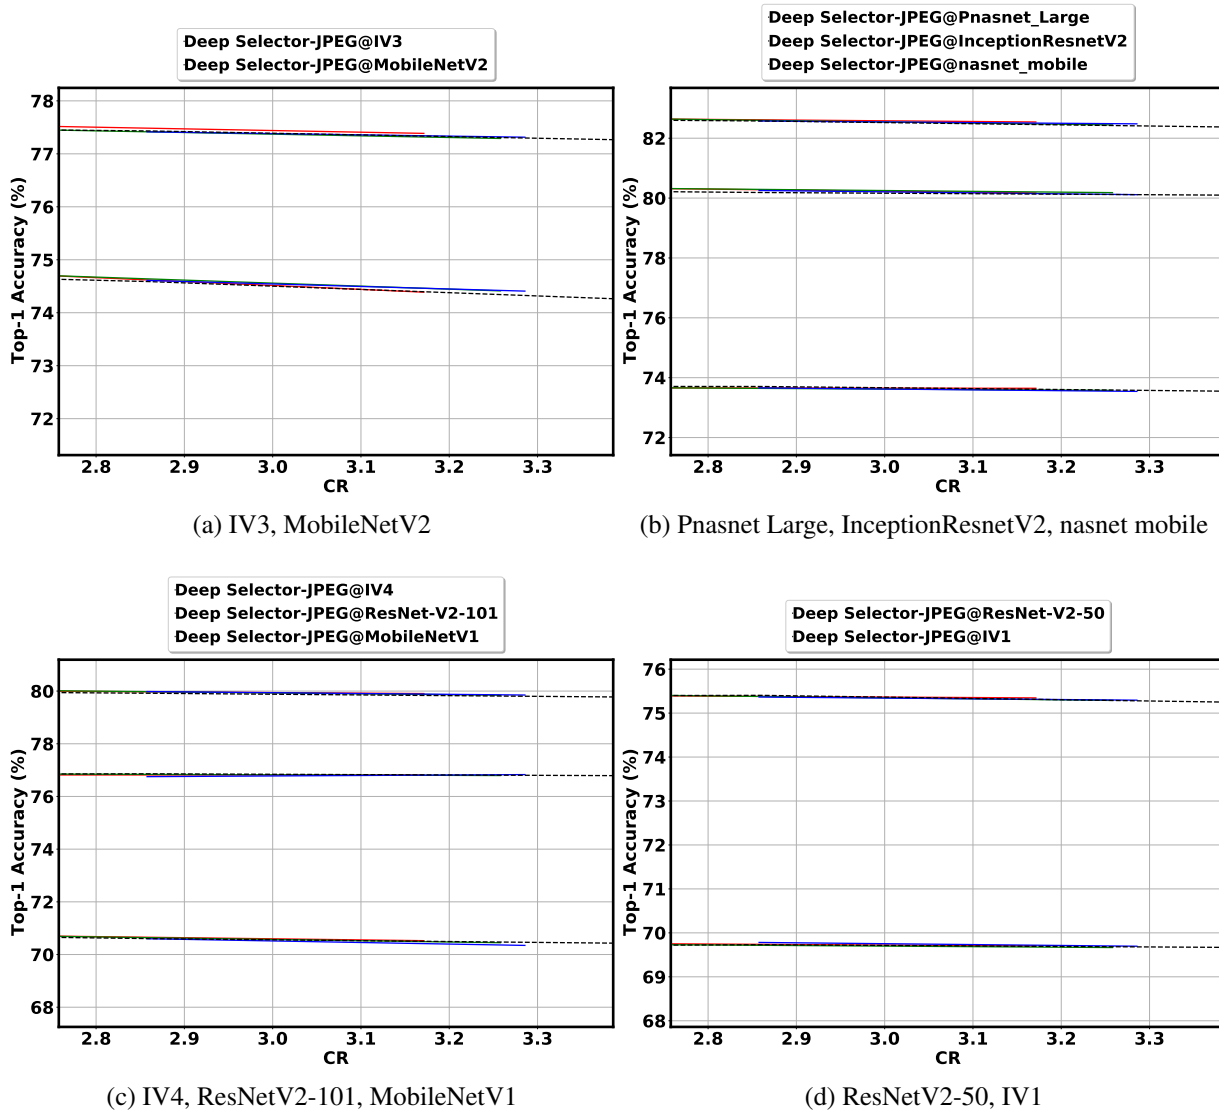 Deep Selector-JPEG@IV3
Deep Selector-JPEG@MobileNetV2
78
77
76
75
74
73
72
Top-1 Accuracy (%)
2.8 2.9 3.0 3.1 3.2 3.3
CR
(a) IV3, MobileNetV2
Deep Selector-JPEG@Pnasnet_Large
Deep Selector-JPEG@InceptionResnetV2
Deep Selector-JPEG@nasnet_mobile
82
80
78
76
74
72
Top-1 Accuracy (%)
2.8 2.9 3.0 3.1 3.2 3.3
CR
(b) Pnasnet Large, InceptionResnetV2, nasnet mobile
Deep Selector-JPEG@IV4
Deep Selector-JPEG@ResNet-V2-101
Deep Selector-JPEG@MobileNetV1
80
78
76
74
72
70
68
Top-1 Accuracy (%)
2.8 2.9 3.0 3.1 3.2 3.3
CR
(c) IV4, ResNetV2-101, MobileNetV1
Deep Selector-JPEG@ResNet-V2-50
Deep Selector-JPEG@IV1
76
75
74
73
72
71
70
69
68
Top-1 Accuracy (%)
2.8 2.9 3.0 3.1 3.2 3.3
CR
(d) ResNetV2-50, IV1